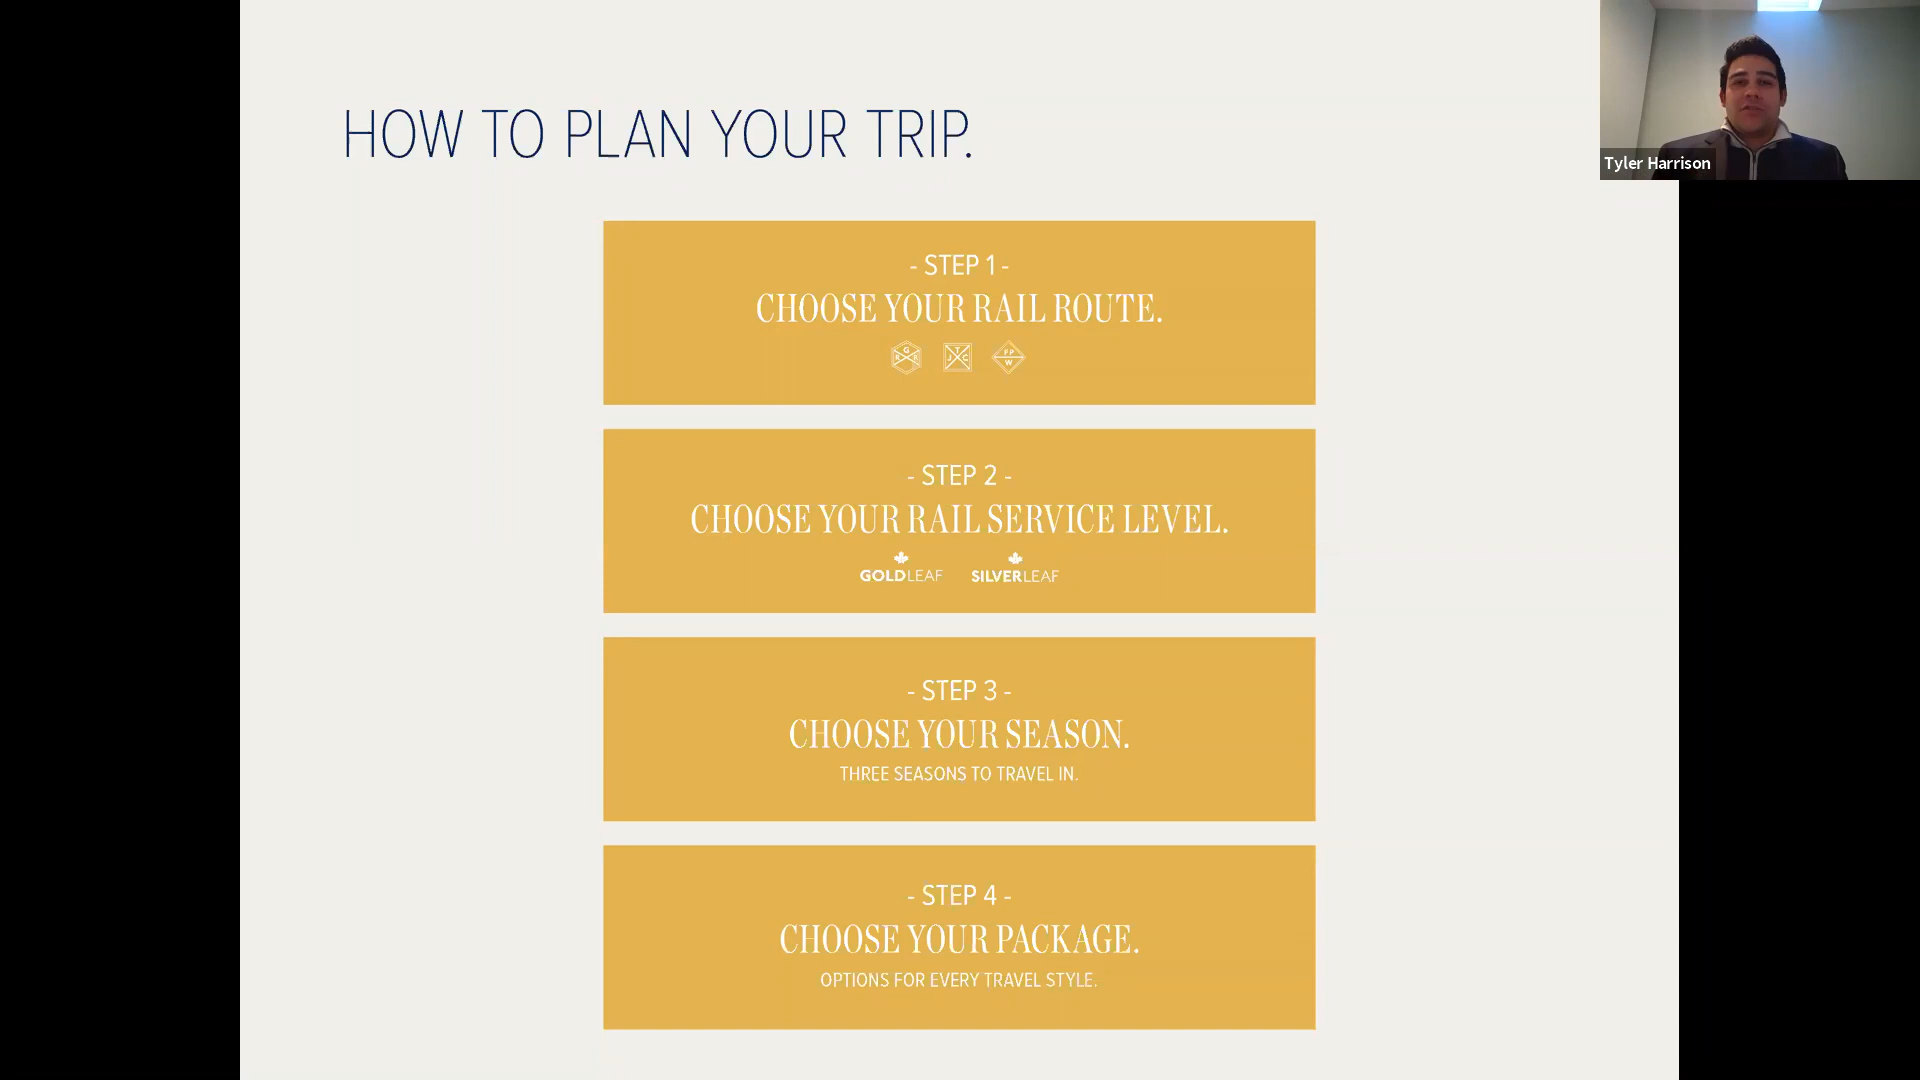 HOW TO PLAN YOUR TRIP.
Tyler Harrison
- STEP 1 -
CHOOSE YOUR RAIL ROUTE.
G
R R
T
J C
FP
W
- STEP 2 -
CHOOSE YOUR RAIL SERVICE LEVEL.
GOLDLEAF SILVERLEAF
- STEP 3 -
CHOOSE YOUR SEASON.
THREE SEASONS TO TRAVEL IN.
- STEP 4 -
CHOOSE YOUR PACKAGE.
OPTIONS FOR EVERY TRAVEL STYLE.